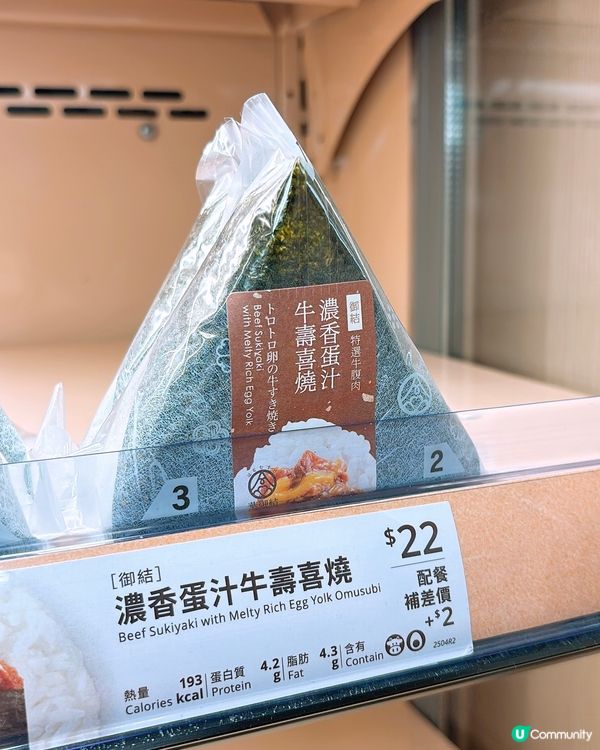 御結
特選牛腹肉
濃香蛋汁
牛壽喜燒
トロトロ卵の牛すき焼き
Beef Sukiyaki
with Melty Rich Egg Yolk
3
2
[御結]
濃香蛋汁牛壽喜燒
Beef Sukiyaki with Melty Rich Egg Yolk Omusubi
熱量 193 蛋白質 4.2 脂肪 4.3 含有
Calories kcal Protein g Fat g Contain
$22
配餐
補差價
+$2
2504R2
U Community